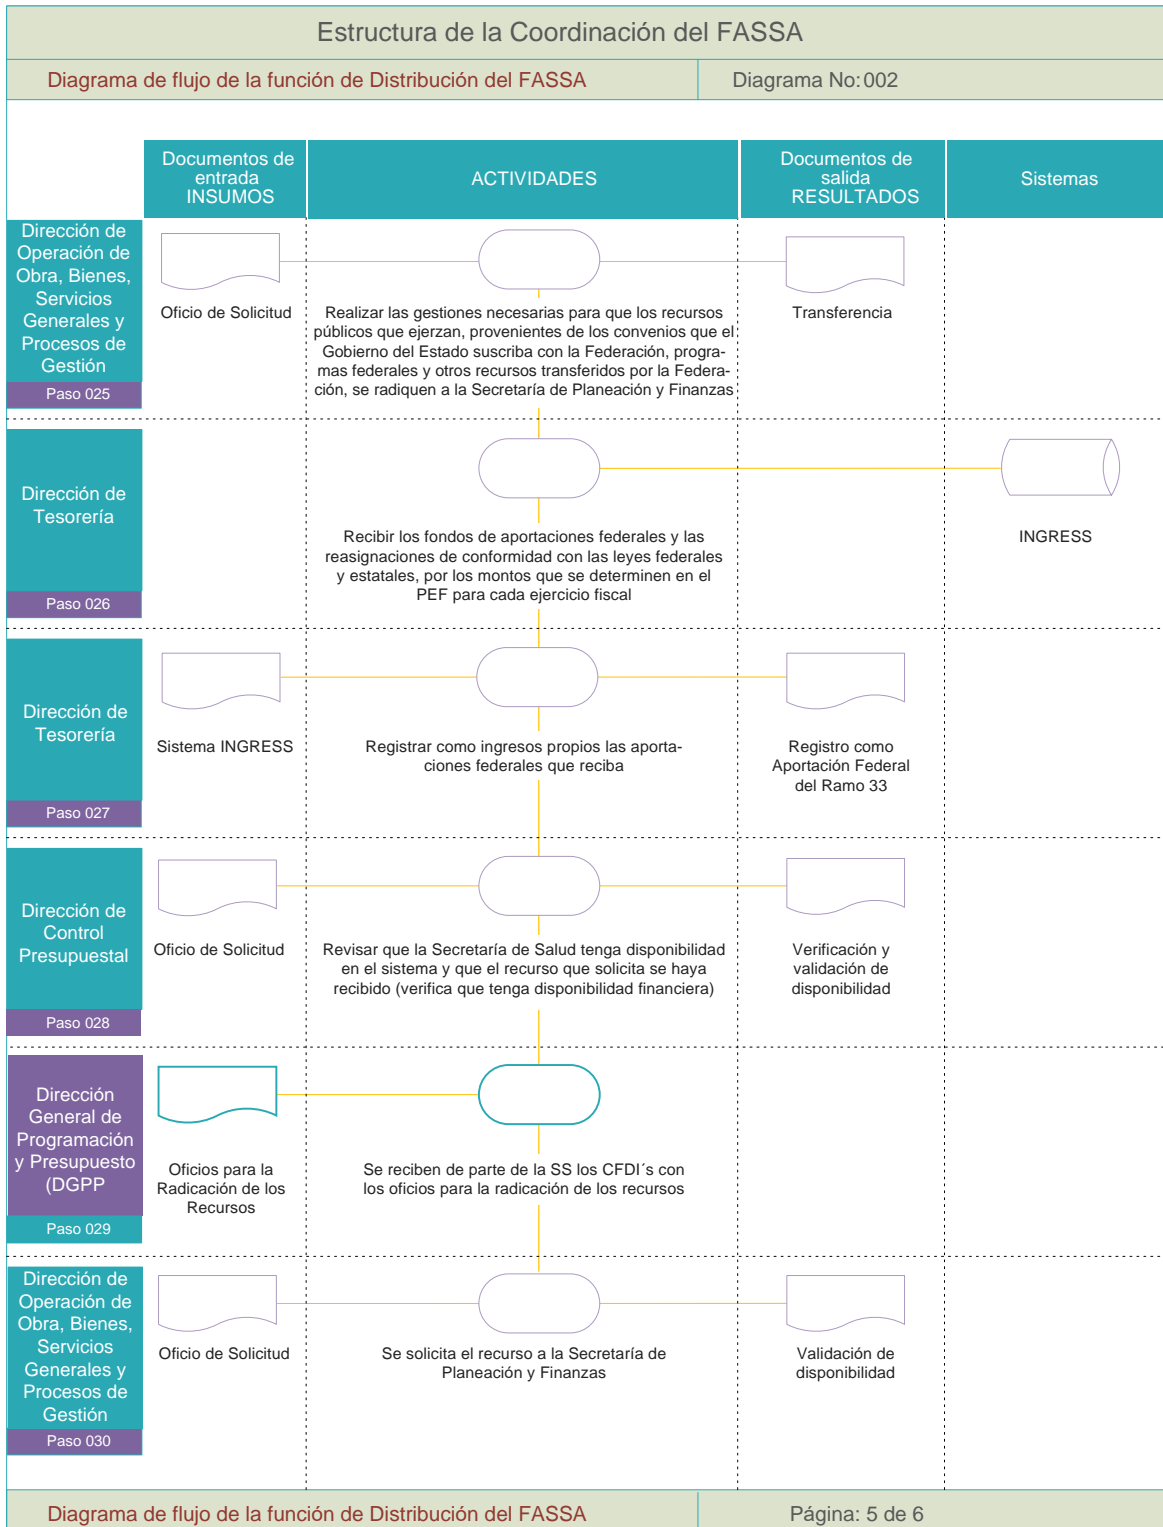 Estructura de la Coordinación del FASSA
Diagrama de flujo de la función de Distribución del FASSA
Diagrama No:002
Documentos de
entrada
INSUMOS
ACTIVIDADES
Documentos de
salida
RESULTADOS
Sistemas
Dirección de
Operación de
Obra, Bienes,
Servicios
Generales y
Procesos de
Gestión
Paso 025
Oficio de Solicitud
Realizar las gestiones necesarias para que los recursos
públicos que ejerzan, provenientes de los convenios que el
Gobierno del Estado suscriba con la Federación, progra-
mas federales y otros recursos transferidos por la Federa-
ción, se radiquen a la Secretaría de Planeación y Finanzas
Transferencia
Dirección de
Tesorería
Paso 026
Recibir los fondos de aportaciones federales y las
reasignaciones de conformidad con las leyes federales
y estatales, por los montos que se determinen en el
PEF para cada ejercicio fiscal
INGRESS
Dirección de
Tesorería
Paso 027
Sistema INGRESS
Registrar como ingresos propios las aporta-
ciones federales que reciba
Registro como
Aportación Federal
del Ramo 33
Dirección de
Control
Presupuestal
Paso 028
Oficio de Solicitud
Revisar que la Secretaría de Salud tenga disponibilidad
en el sistema y que el recurso que solicita se haya
recibido (verifica que tenga disponibilidad financiera)
Verificación y
validación de
disponibilidad
Dirección
General de
Programación
y Presupuesto
(DGPP
Paso 029
Oficios para la
Radicación de los
Recursos
Se reciben de parte de la SS los CFDI´s con
los oficios para la radicación de los recursos
Dirección de
Operación de
Obra, Bienes,
Servicios
Generales y
Procesos de
Gestión
Paso 030
Oficio de Solicitud
Se solicita el recurso a la Secretaría de
Planeación y Finanzas
Validación de
disponibilidad
Diagrama de flujo de la función de Distribución del FASSA
Página: 5 de 6